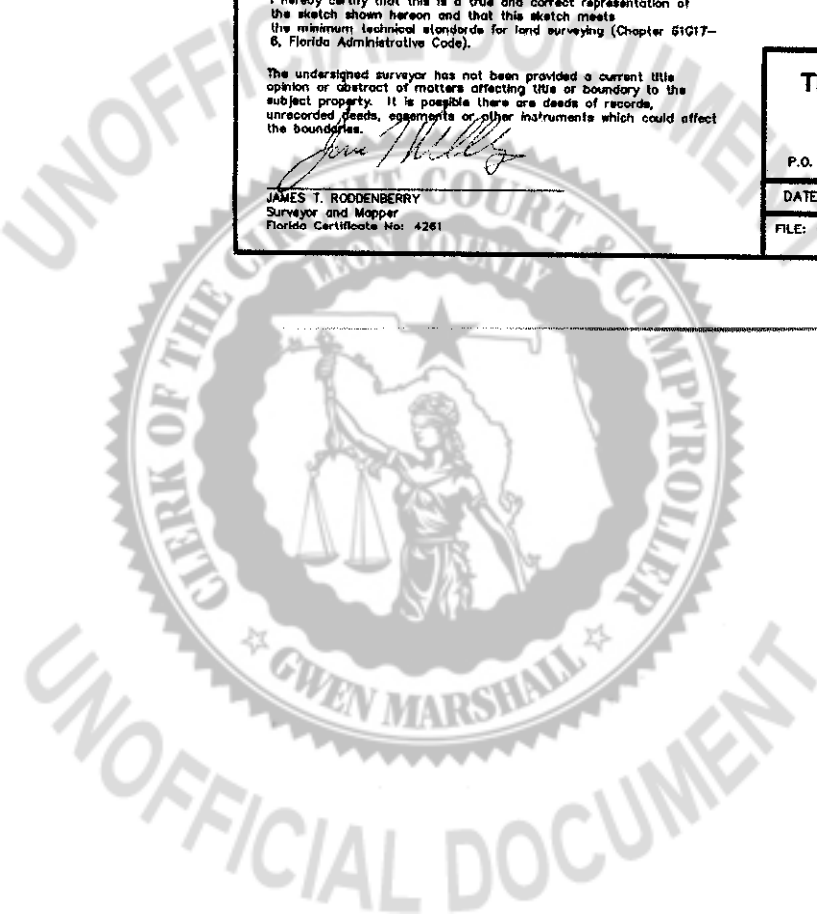 I hereby certify that this is a true and correct representation of
the sketch shown hereon and that this sketch meets
the minimum technical standards for land surveying (Chapter 61G17-
6, Florida Administrative Code).
The undersigned surveyor has not been provided a current title
opinion or abstract of matters affecting title or boundary to the
subject property. It is possible there are deeds of records,
unrecorded deeds, easements or other instruments which could affect
the boundaries.
JAMES T. RODDENBERRY
Surveyor and Mapper
Florida Certificate No: 4261
T
P.O.
DATE
FILE:
UNOFFICIAL DOCUMENT
CLERK OF THE CIRCUIT COURT & COMPTROLLER
LEON COUNTY
GWEN MARSHALL
UNOFFICIAL DOCUMENT